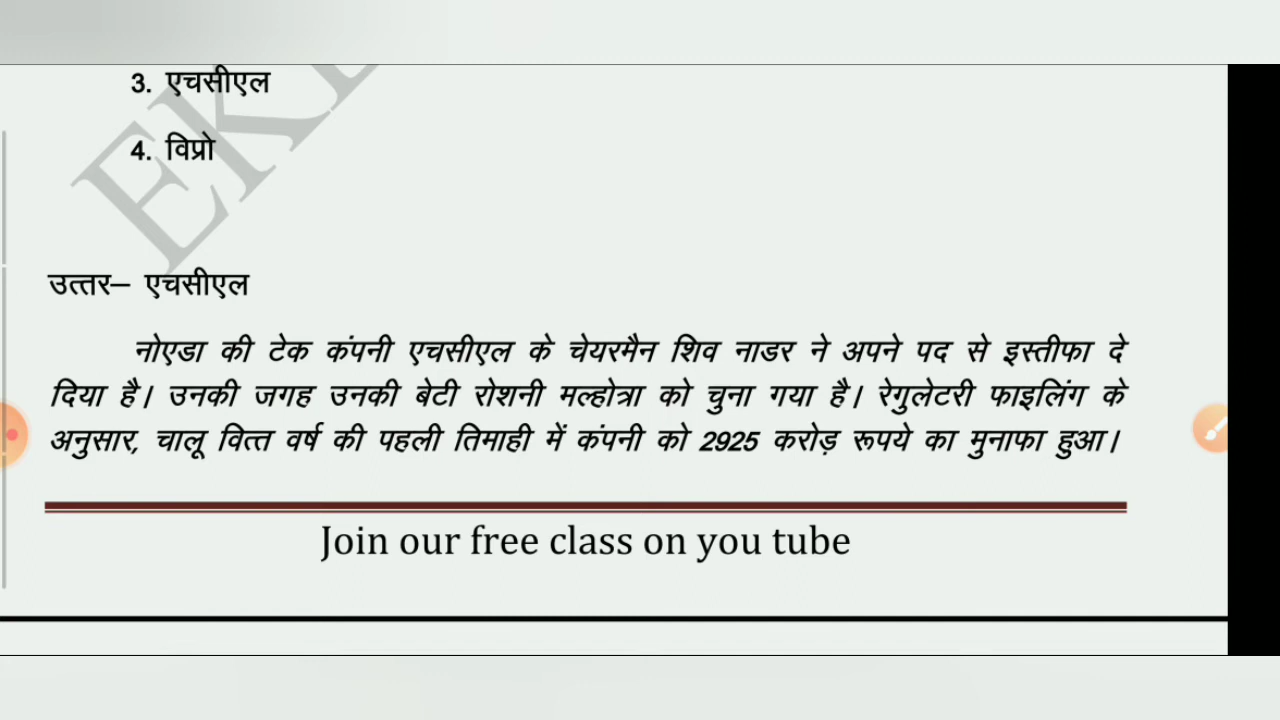 3. एचसीएल
4. विप्रो
उत्तर– एचसीएल
नोएडा की टेक कंपनी एचसीएल के चेयरमैन शिव नाडर ने अपने पद से इस्तीफा दे
दिया है। उनकी जगह उनकी बेटी रोशनी मल्होत्रा को चुना गया है। रेगुलेटरी फाइलिंग के
अनुसार, चालू वित्त वर्ष की पहली तिमाही में कंपनी को 2925 करोड़ रूपये का मुनाफा हुआ।
Join our free class on you tube